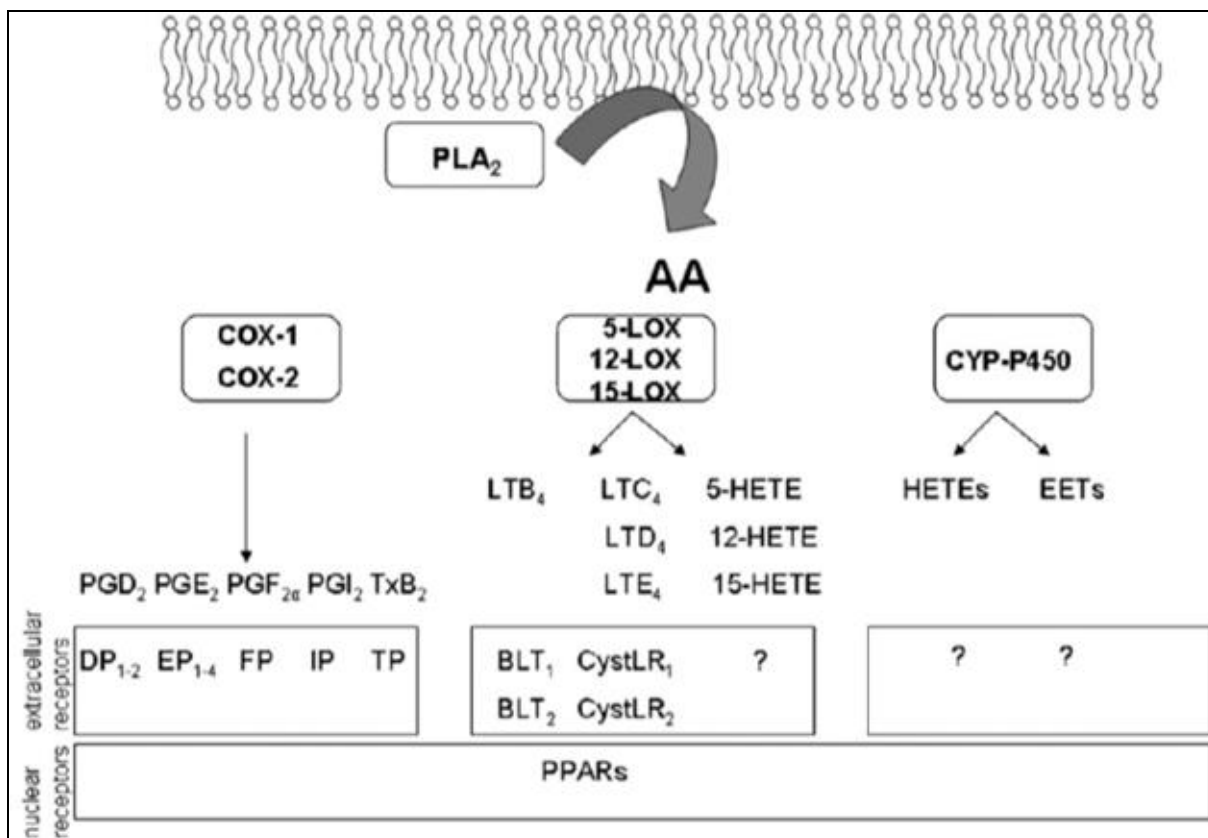 PLA₂
AA
COX-1
COX-2
5-LOX
12-LOX
15-LOX
CYP-P450
LTB₄ LTC₄ 5-HETE
LTD₄ 12-HETE
LTE₄ 15-HETE
HETEs EETs
PGD₂ PGE₂ PGF₂α PGI₂ TxB₂
extracellular
receptors
DP₁₋₂ EP₁₋₄ FP IP TP
BLT₁ CystLR₁ ?
BLT₂ CystLR₂
? ?
nuclear
receptors
PPARs